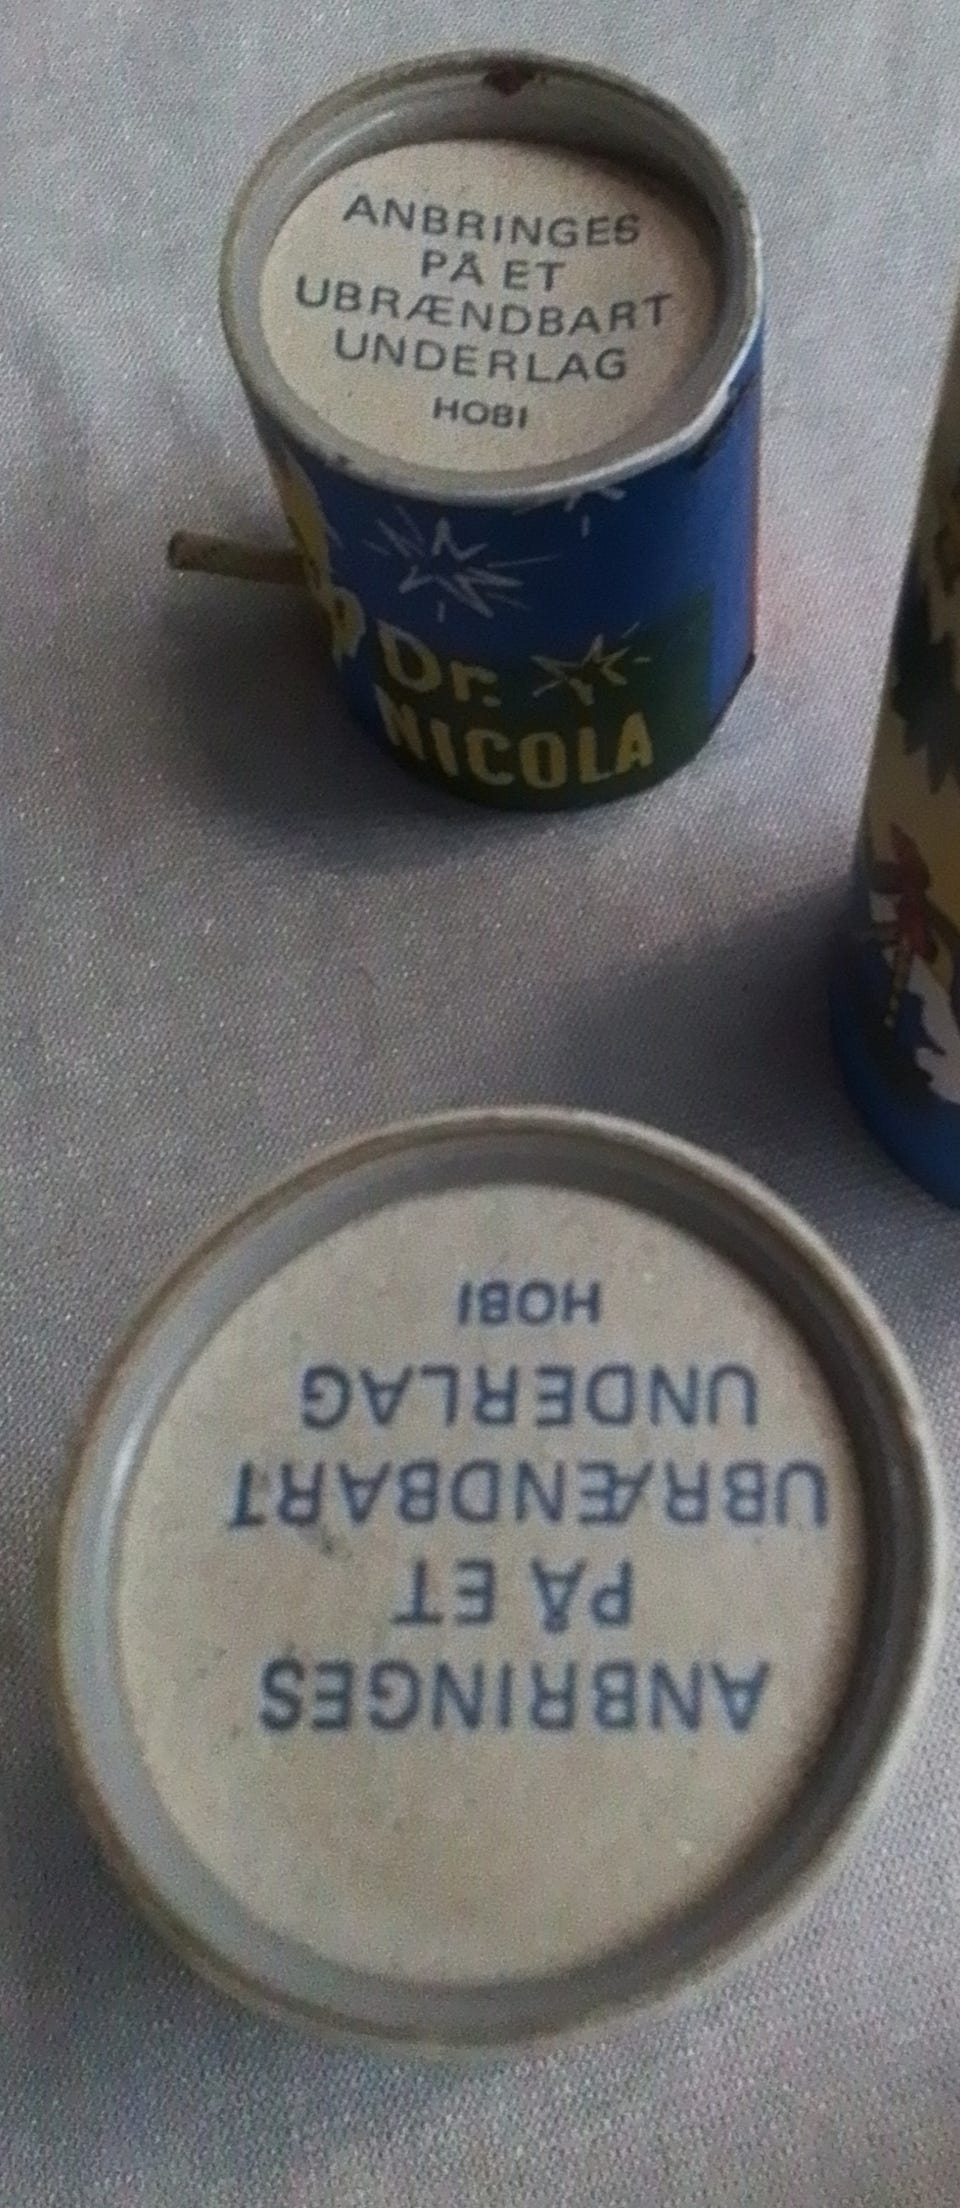 ANBRINGES
PÅ ET
UBRÆNDBART
UNDERLAG
HOBI
Dr.
NICOLA
ANBRINGES
PÅ ET
UBRÆNDBART
UNDERLAG
HOBI